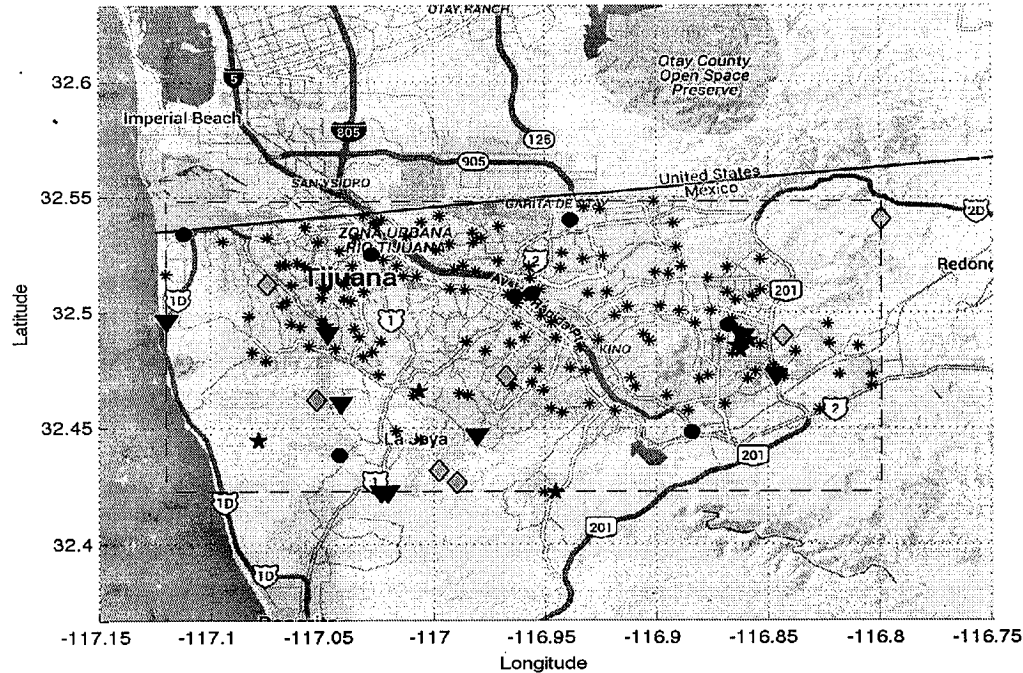 OTAY RANCH
32.6
Otay County
Open Space
Preserve
5
Imperial Beach
805
125
905
United States
Mexico
SAN YSIDRO
32.55
GARITA DE OTAY
2D
ZONA URBANA
RIO TIJUANA
2
Tijuana
Redond
201
1D
32.5
1
KINO
2
32.45
La Joya
201
1
1D
201
32.4
1D
-117.15
-117.1
-117.05
-117
-116.95
-116.9
-116.85
-116.8
-116.75
Latitude
Longitude